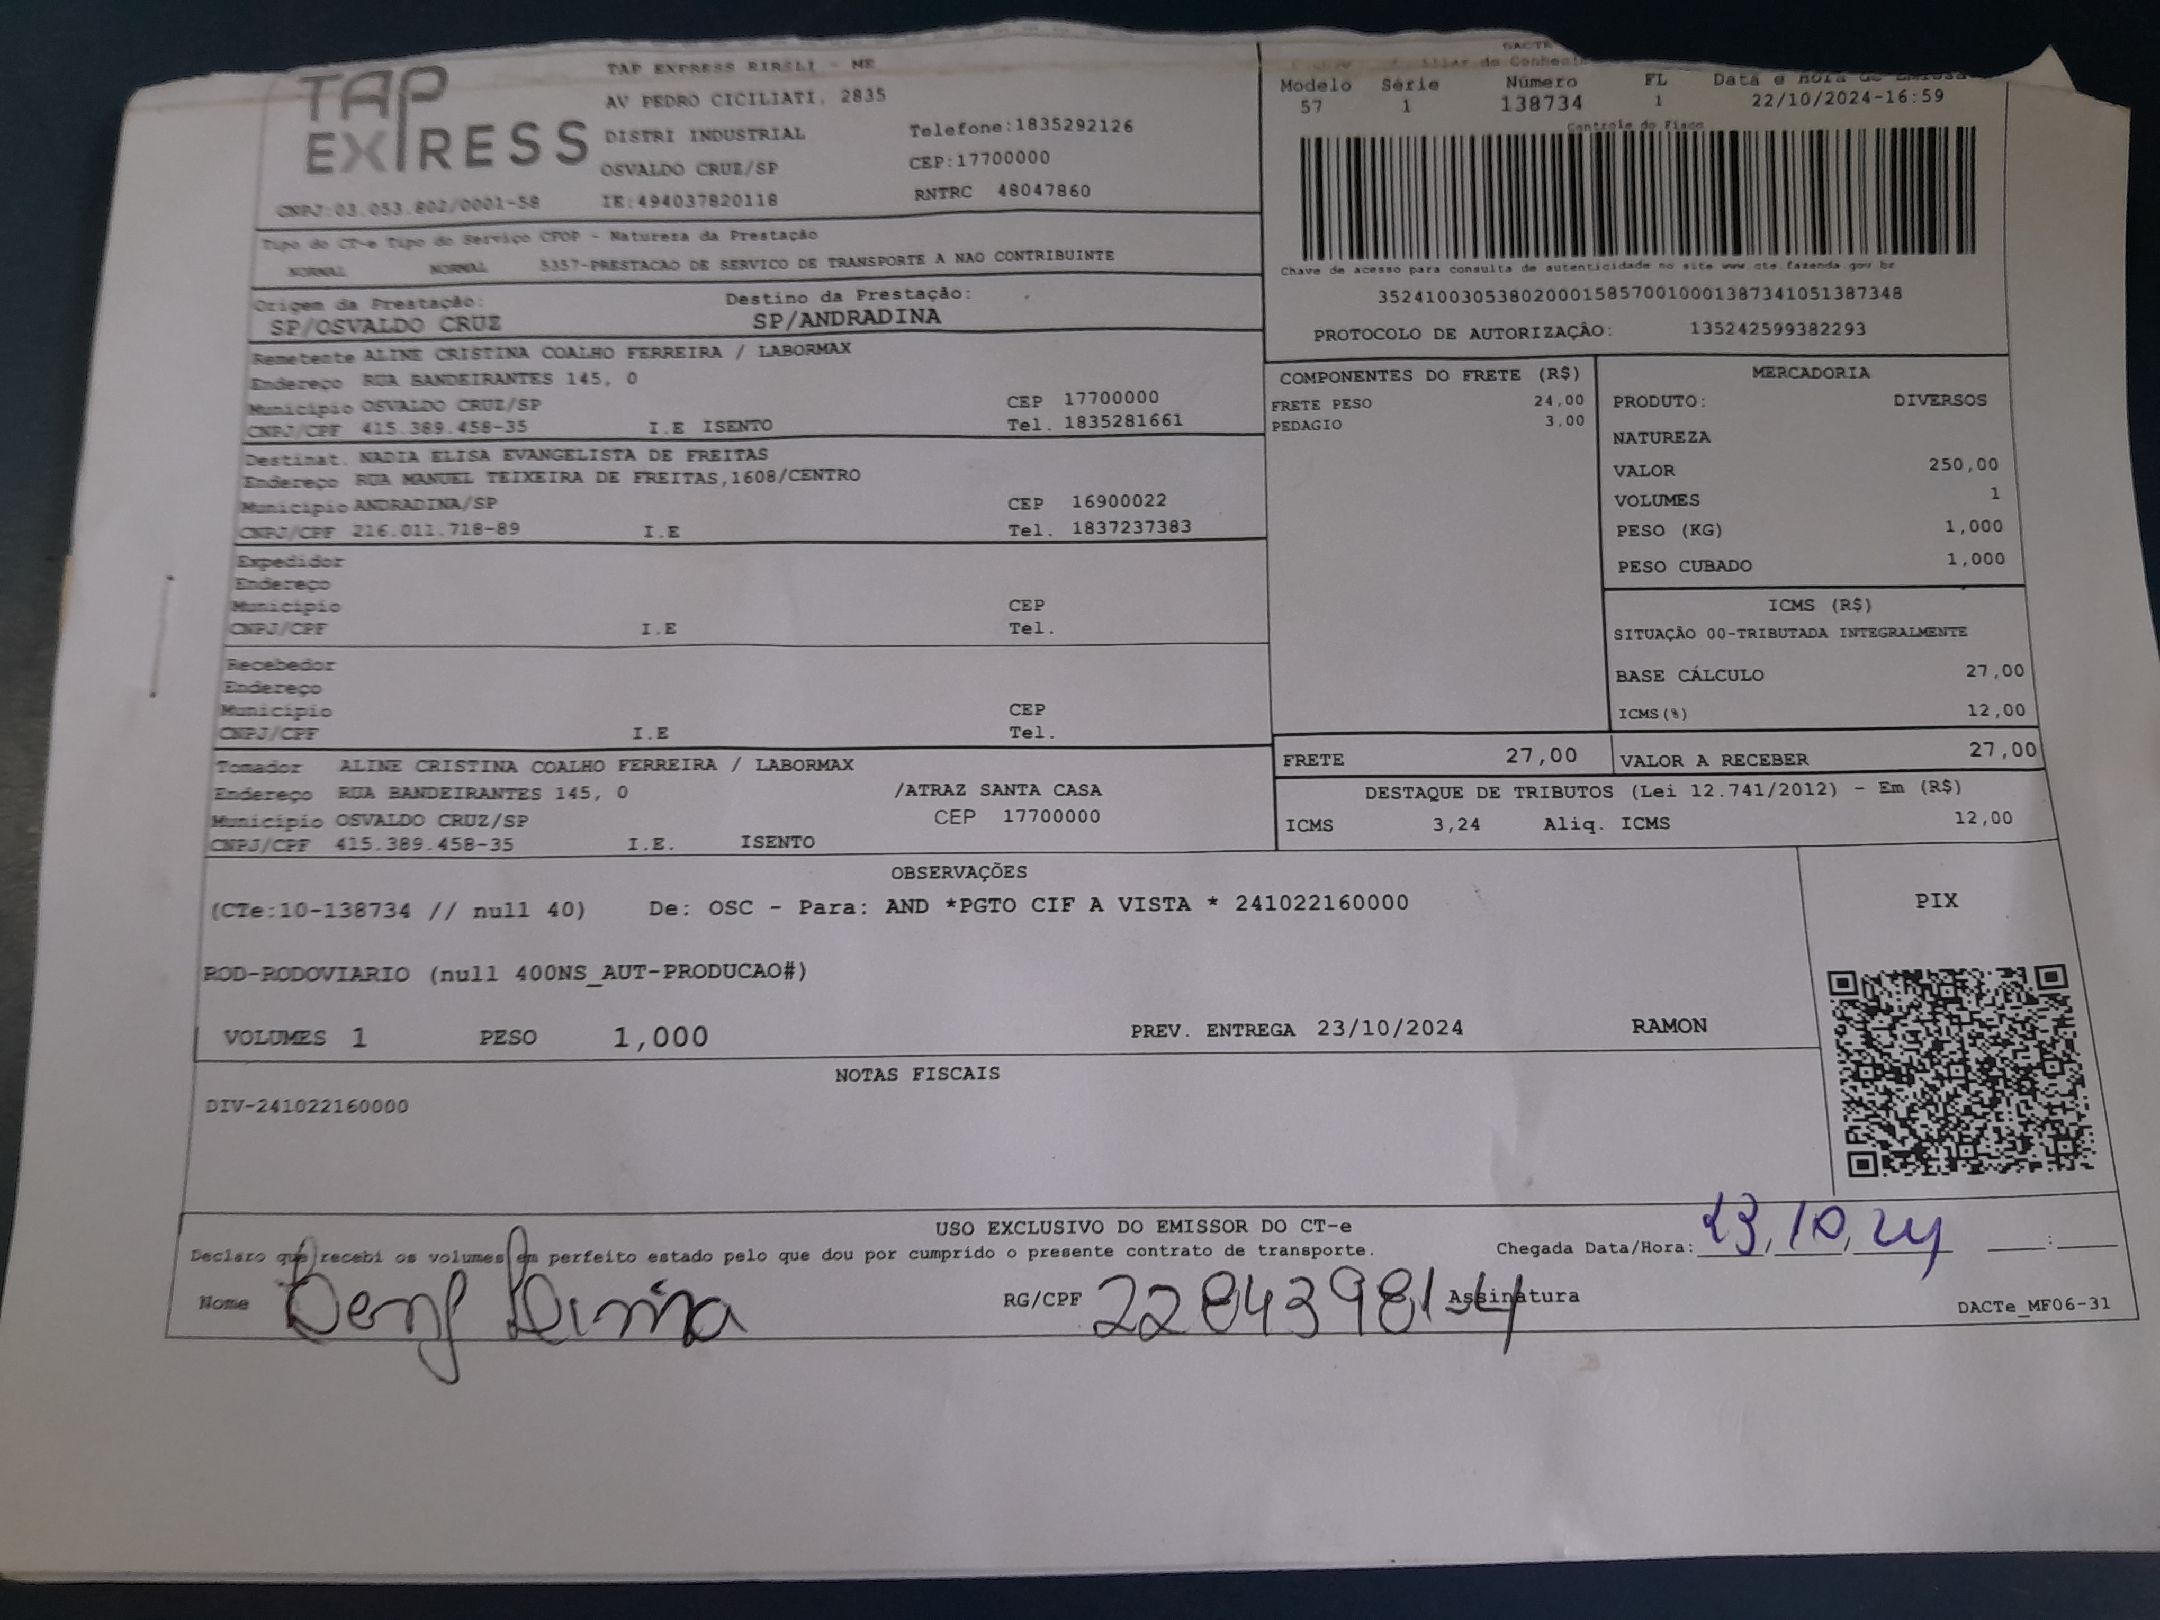 TAP EXPRESS
TAP EXPRESS EIRELI - ME
AV PEDRO CICILIATI, 2835
DISTRI INDUSTRIAL Telefone:1835292126
OSVALDO CRUZ/SP CEP:17700000
CNPJ:03.053.802/0001-58 IE:494037820118 RNTRC 48047860
DACTE
Modelo Série Número FL Data e Hora de Emissão
57 1 138734 1 22/10/2024-16:59
Controle do Fisco
Chave de acesso para consulta de autenticidade no site www.cte.fazenda.gov.br
35241003053802000158570010001387341051387348
PROTOCOLO DE AUTORIZAÇÃO: 135242599382293
Tipo do CT-e Tipo do Serviço CFOP - Natureza da Prestação
NORMAL NORMAL 5357-PRESTACAO DE SERVICO DE TRANSPORTE A NAO CONTRIBUINTE
Origem da Prestação: Destino da Prestação:
SP/OSVALDO CRUZ SP/ANDRADINA
Remetente ALINE CRISTINA COALHO FERREIRA / LABORMAX
Endereço RUA BANDEIRANTES 145, 0
Município OSVALDO CRUZ/SP CEP 17700000
CNPJ/CPF 415.389.458-35 I.E ISENTO Tel. 1835281661
Destinat. NADIA ELISA EVANGELISTA DE FREITAS
Endereço RUA MANUEL TEIXEIRA DE FREITAS,1608/CENTRO
Município ANDRADINA/SP CEP 16900022
CNPJ/CPF 216.011.718-89 I.E Tel. 1837237383
Expedidor
Endereço
Município CEP
CNPJ/CPF I.E Tel.
Recebedor
Endereço
Município CEP
CNPJ/CPF I.E Tel.
Tomador ALINE CRISTINA COALHO FERREIRA / LABORMAX
Endereço RUA BANDEIRANTES 145, 0 /ATRAZ SANTA CASA
Município OSVALDO CRUZ/SP CEP 17700000
CNPJ/CPF 415.389.458-35 I.E. ISENTO
COMPONENTES DO FRETE (R$)
FRETE PESO 24,00
PEDAGIO 3,00
MERCADORIA
PRODUTO: DIVERSOS
NATUREZA
VALOR 250,00
VOLUMES 1
PESO (KG) 1,000
PESO CUBADO 1,000
ICMS (R$)
SITUAÇÃO 00-TRIBUTADA INTEGRALMENTE
BASE CÁLCULO 27,00
ICMS(%) 12,00
FRETE 27,00 VALOR A RECEBER 27,00
DESTAQUE DE TRIBUTOS (Lei 12.741/2012) - Em (R$)
ICMS 3,24 Aliq. ICMS 12,00
OBSERVAÇÕES
(CTe:10-138734 // null 40) De: OSC - Para: AND *PGTO CIF A VISTA * 241022160000
ROD-RODOVIARIO (null 400NS_AUT-PRODUCAO#)
VOLUMES 1 PESO 1,000 PREV. ENTREGA 23/10/2024 RAMON
PIX
NOTAS FISCAIS
DIV-241022160000
USO EXCLUSIVO DO EMISSOR DO CT-e
Declaro que recebi os volumes em perfeito estado pelo que dou por cumprido o presente contrato de transporte. Chegada Data/Hora: 23,10,24 :
Nome RG/CPF Assinatura
DACTe_MF06-31